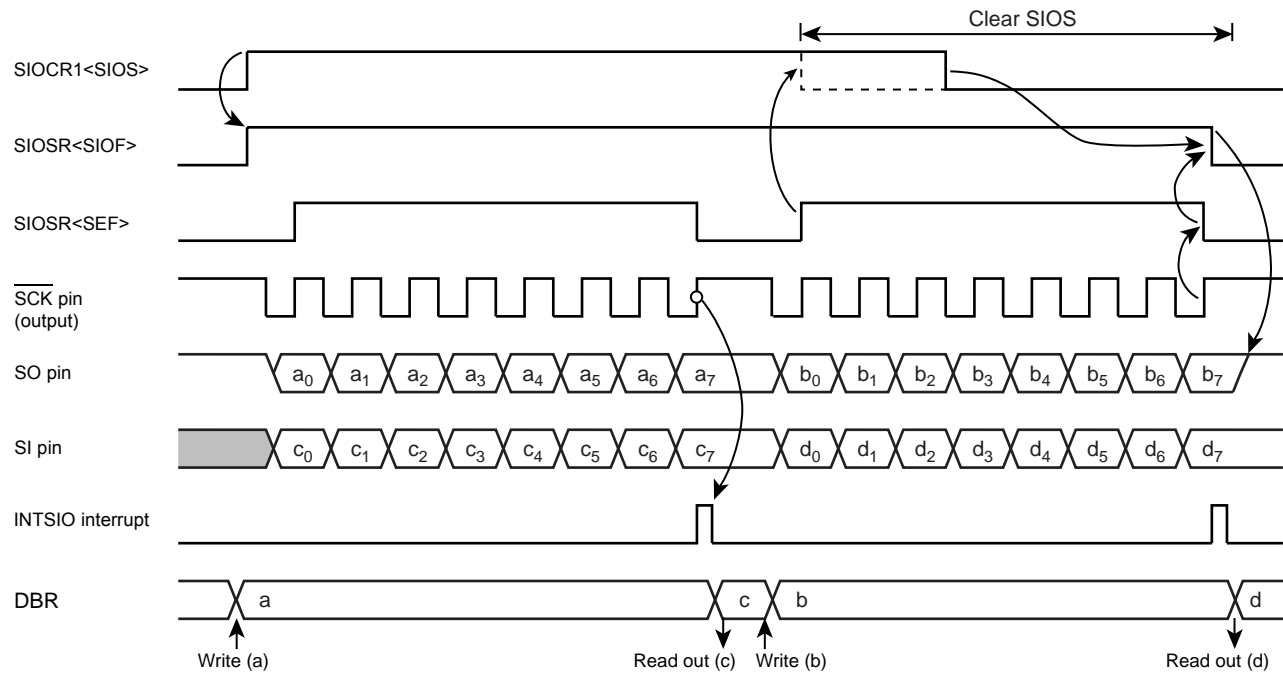 Clear SIOS
SIOCR1<SIOS>
SIOSR<SIOF>
SIOSR<SEF>
SCK pin
(output)
SO pin
a0 a1 a2 a3 a4 a5 a6 a7 b0 b1 b2 b3 b4 b5 b6 b7
SI pin
c0 c1 c2 c3 c4 c5 c6 c7 d0 d1 d2 d3 d4 d5 d6 d7
INTSIO interrupt
DBR
a c b d
Write (a) Read out (c) Write (b) Read out (d)